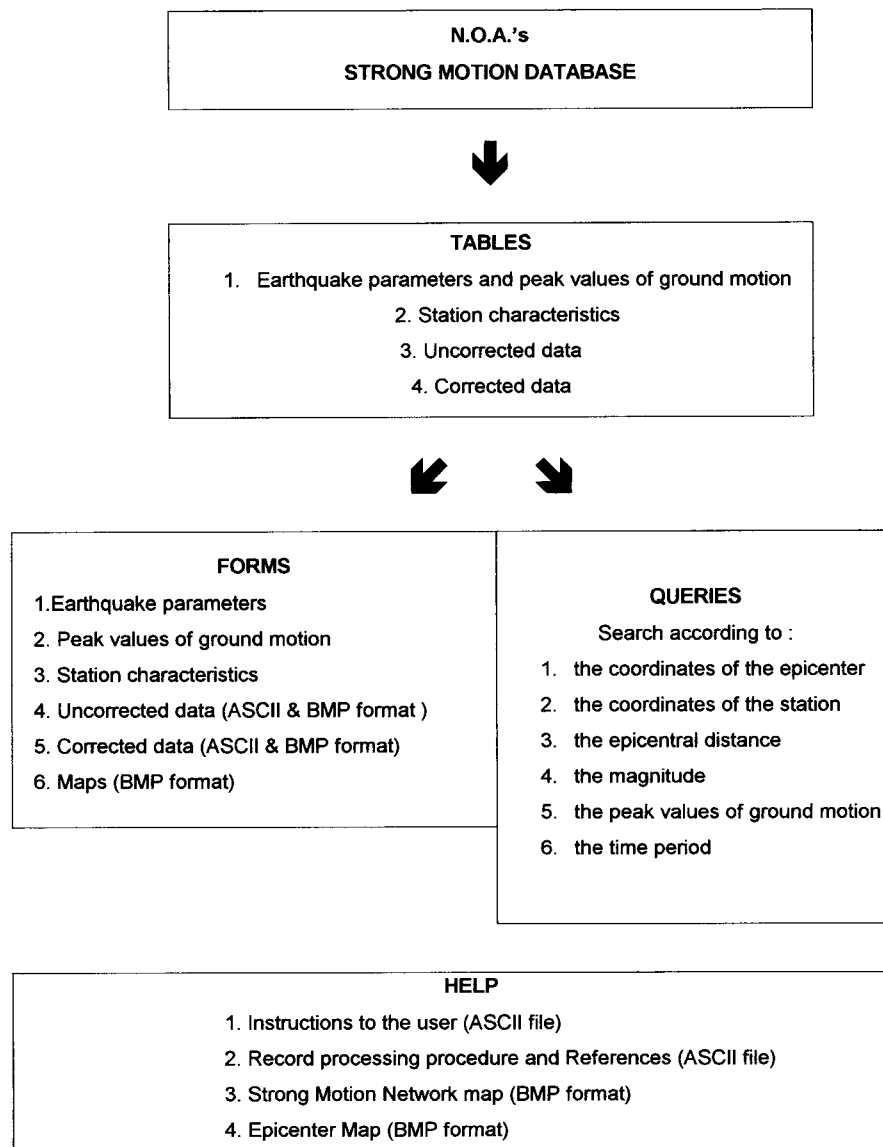 N.O.A.'s
STRONG MOTION DATABASE
TABLES
1. Earthquake parameters and peak values of ground motion
2. Station characteristics
3. Uncorrected data
4. Corrected data
FORMS
1.Earthquake parameters
2. Peak values of ground motion
3. Station characteristics
4. Uncorrected data (ASCII & BMP format )
5. Corrected data (ASCII & BMP format)
6. Maps (BMP format)
QUERIES
Search according to :
1. the coordinates of the epicenter
2. the coordinates of the station
3. the epicentral distance
4. the magnitude
5. the peak values of ground motion
6. the time period
HELP
1. Instructions to the user (ASCII file)
2. Record processing procedure and References (ASCII file)
3. Strong Motion Network map (BMP format)
4. Epicenter Map (BMP format)